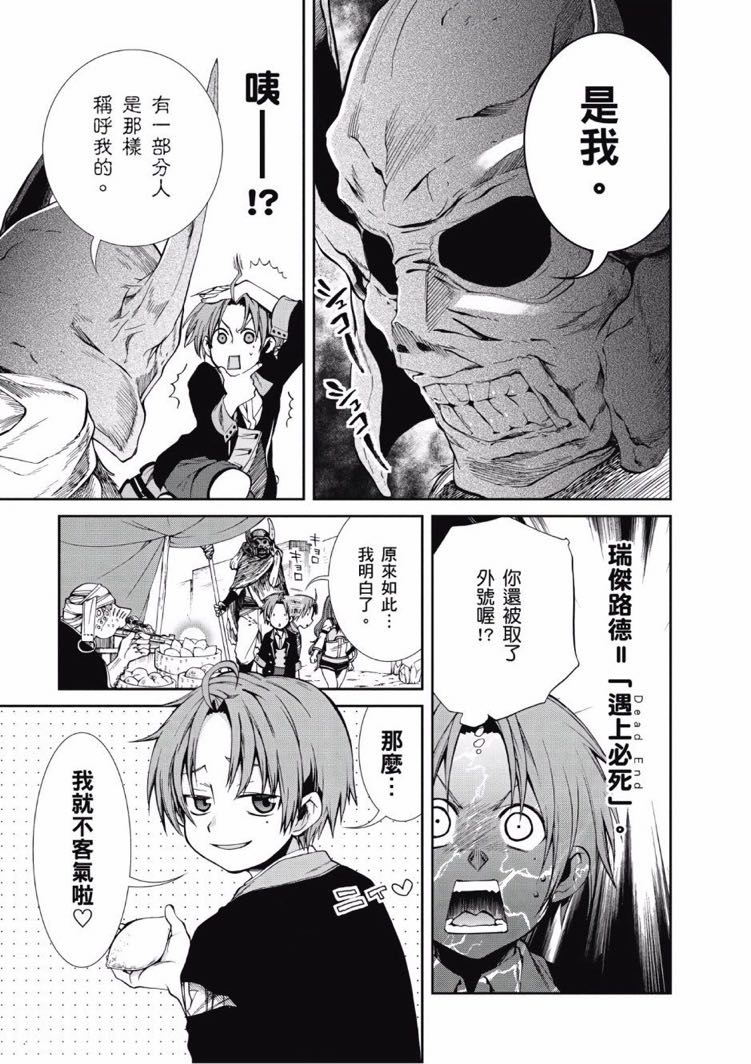 是我。
シュコー
シュコー
咦——!?
有一部分人
是那樣
稱呼我的。
瑞傑路德=「遇上必死」。
Dead End
你還被取了
外號喔!?
原來如此…
我明白了。
キョロ
キョロ
那麼…
ニィ♡
我就不客氣啦♡